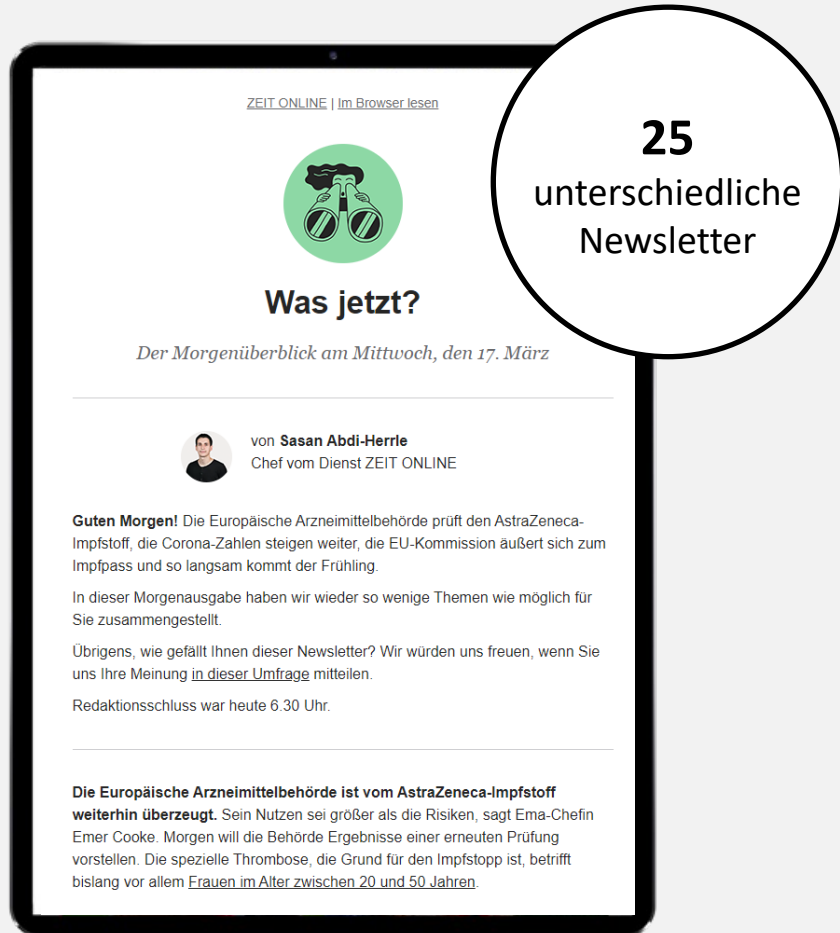 ZEIT ONLINE | Im Browser lesen
25
unterschiedliche
Newsletter
Was jetzt?
Der Morgenüberblick am Mittwoch, den 17. März
von Sasan Abdi-Herrle
Chef vom Dienst ZEIT ONLINE
Guten Morgen! Die Europäische Arzneimittelbehörde prüft den AstraZeneca-
Impfstoff, die Corona-Zahlen steigen weiter, die EU-Kommission äußert sich zum
Impfpass und so langsam kommt der Frühling.
In dieser Morgenausgabe haben wir wieder so wenige Themen wie möglich für
Sie zusammengestellt.
Übrigens, wie gefällt Ihnen dieser Newsletter? Wir würden uns freuen, wenn Sie
uns Ihre Meinung in dieser Umfrage mitteilen.
Redaktionsschluss war heute 6.30 Uhr.
Die Europäische Arzneimittelbehörde ist vom AstraZeneca-Impfstoff
weiterhin überzeugt. Sein Nutzen sei größer als die Risiken, sagt Ema-Chefin
Emer Cooke. Morgen will die Behörde Ergebnisse einer erneuten Prüfung
vorstellen. Die spezielle Thrombose, die Grund für den Impfstopp ist, betrifft
bislang vor allem Frauen im Alter zwischen 20 und 50 Jahren.